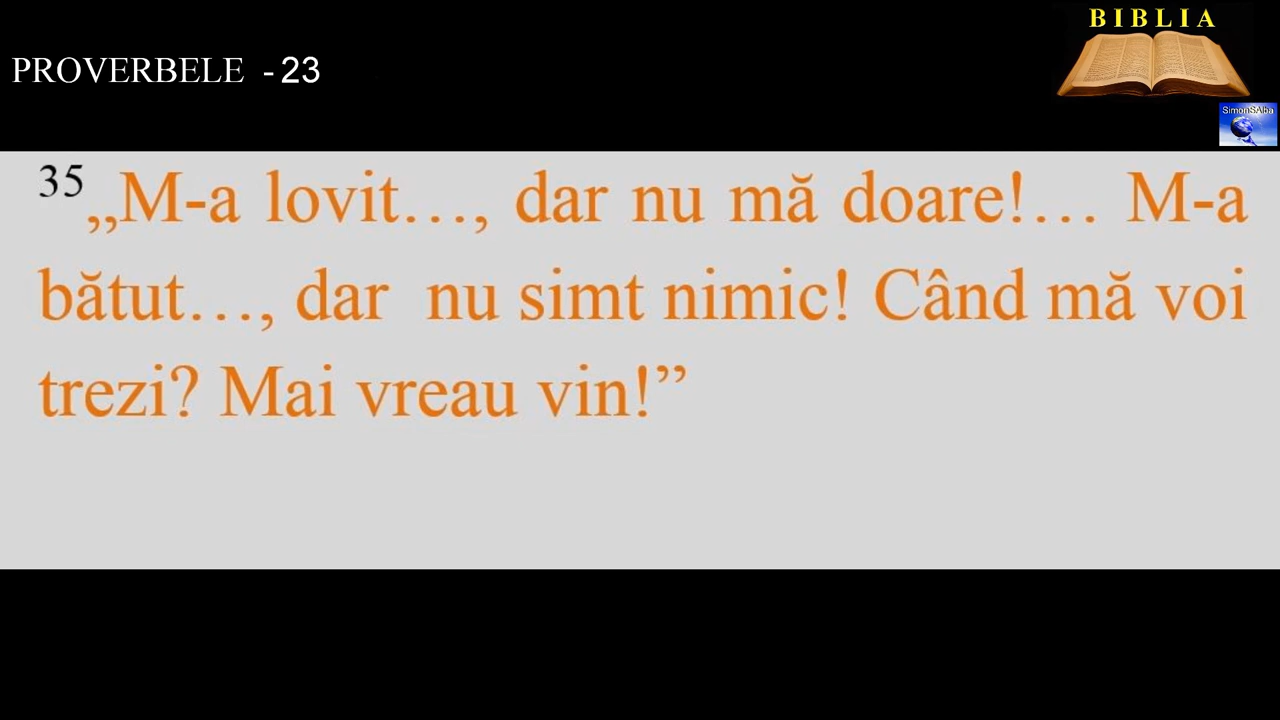 BIBLIA
PROVERBELE - 23
SimonSAlba
35„M-a lovit…, dar nu mă doare!… M-a
bătut…, dar nu simt nimic! Când mă voi
trezi? Mai vreau vin!”